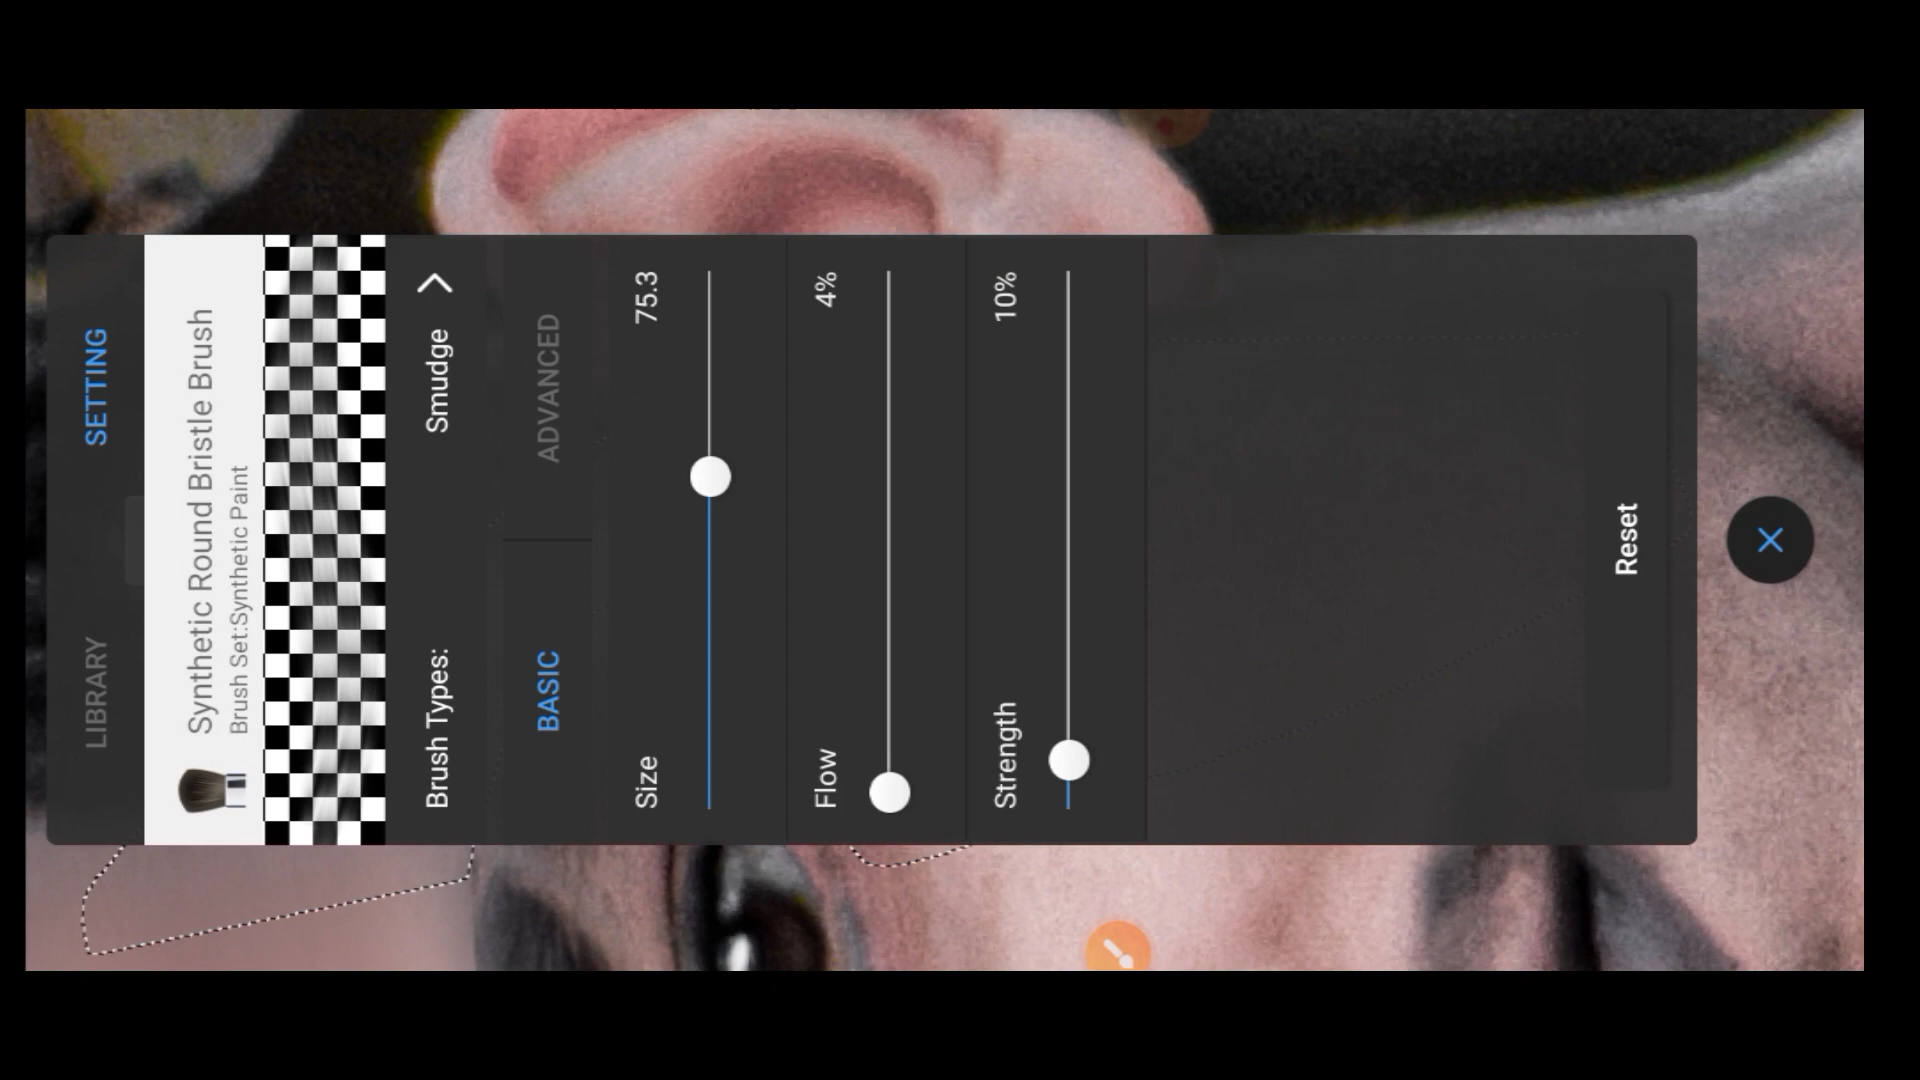 LIBRARY SETTING
Synthetic Round Bristle Brush
Brush Set:Synthetic Paint
Brush Types: Smudge
BASIC ADVANCED
Size 75.3
Flow 4%
Strength 10%
Reset